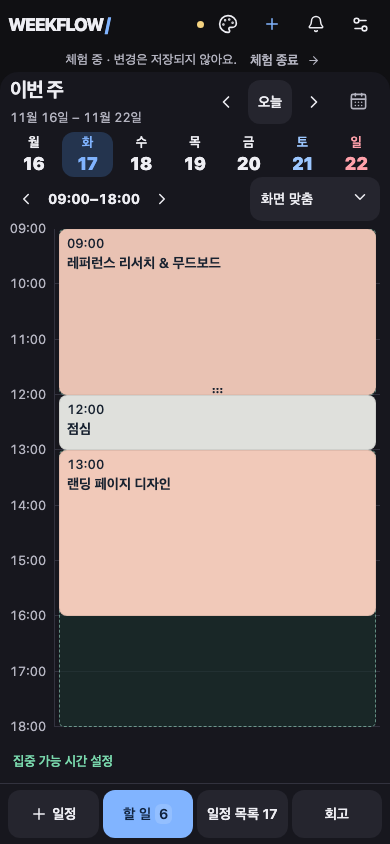 WEEKFLOW/
체험 중 · 변경은 저장되지 않아요. 체험 종료 →
이번 주
11월 16일 – 11월 22일
오늘
월 화 수 목 금 토 일
16 17 18 19 20 21 22
09:00–18:00
화면 맞춤
09:00
09:00
레퍼런스 리서치 & 무드보드
10:00
11:00
12:00
12:00
점심
13:00
13:00
랜딩 페이지 디자인
14:00
15:00
16:00
17:00
18:00
집중 가능 시간 설정
+ 일정
할 일 6
일정 목록 17
회고